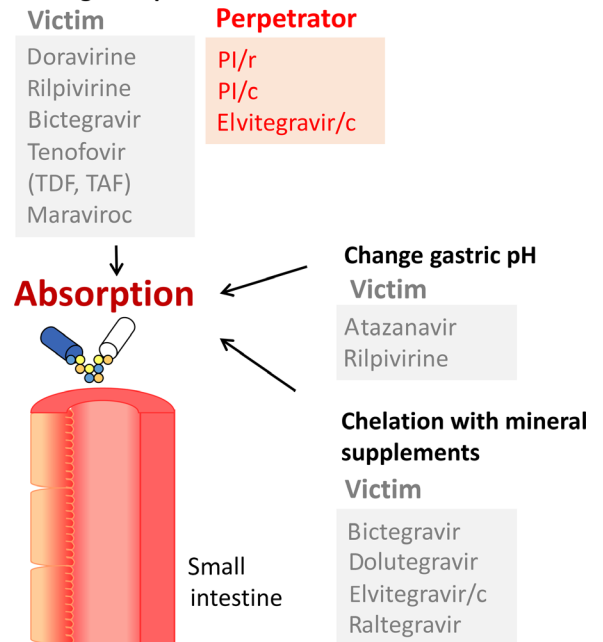 Victim
Perpetrator
Doravirine
Rilpivirine
Bictegravir
Tenofovir
(TDF, TAF)
Maraviroc
PI/r
PI/c
Elvitegravir/c
Absorption
Change gastric pH
Victim
Atazanavir
Rilpivirine
Chelation with mineral
supplements
Victim
Bictegravir
Dolutegravir
Elvitegravir/c
Raltegravir
Small
intestine